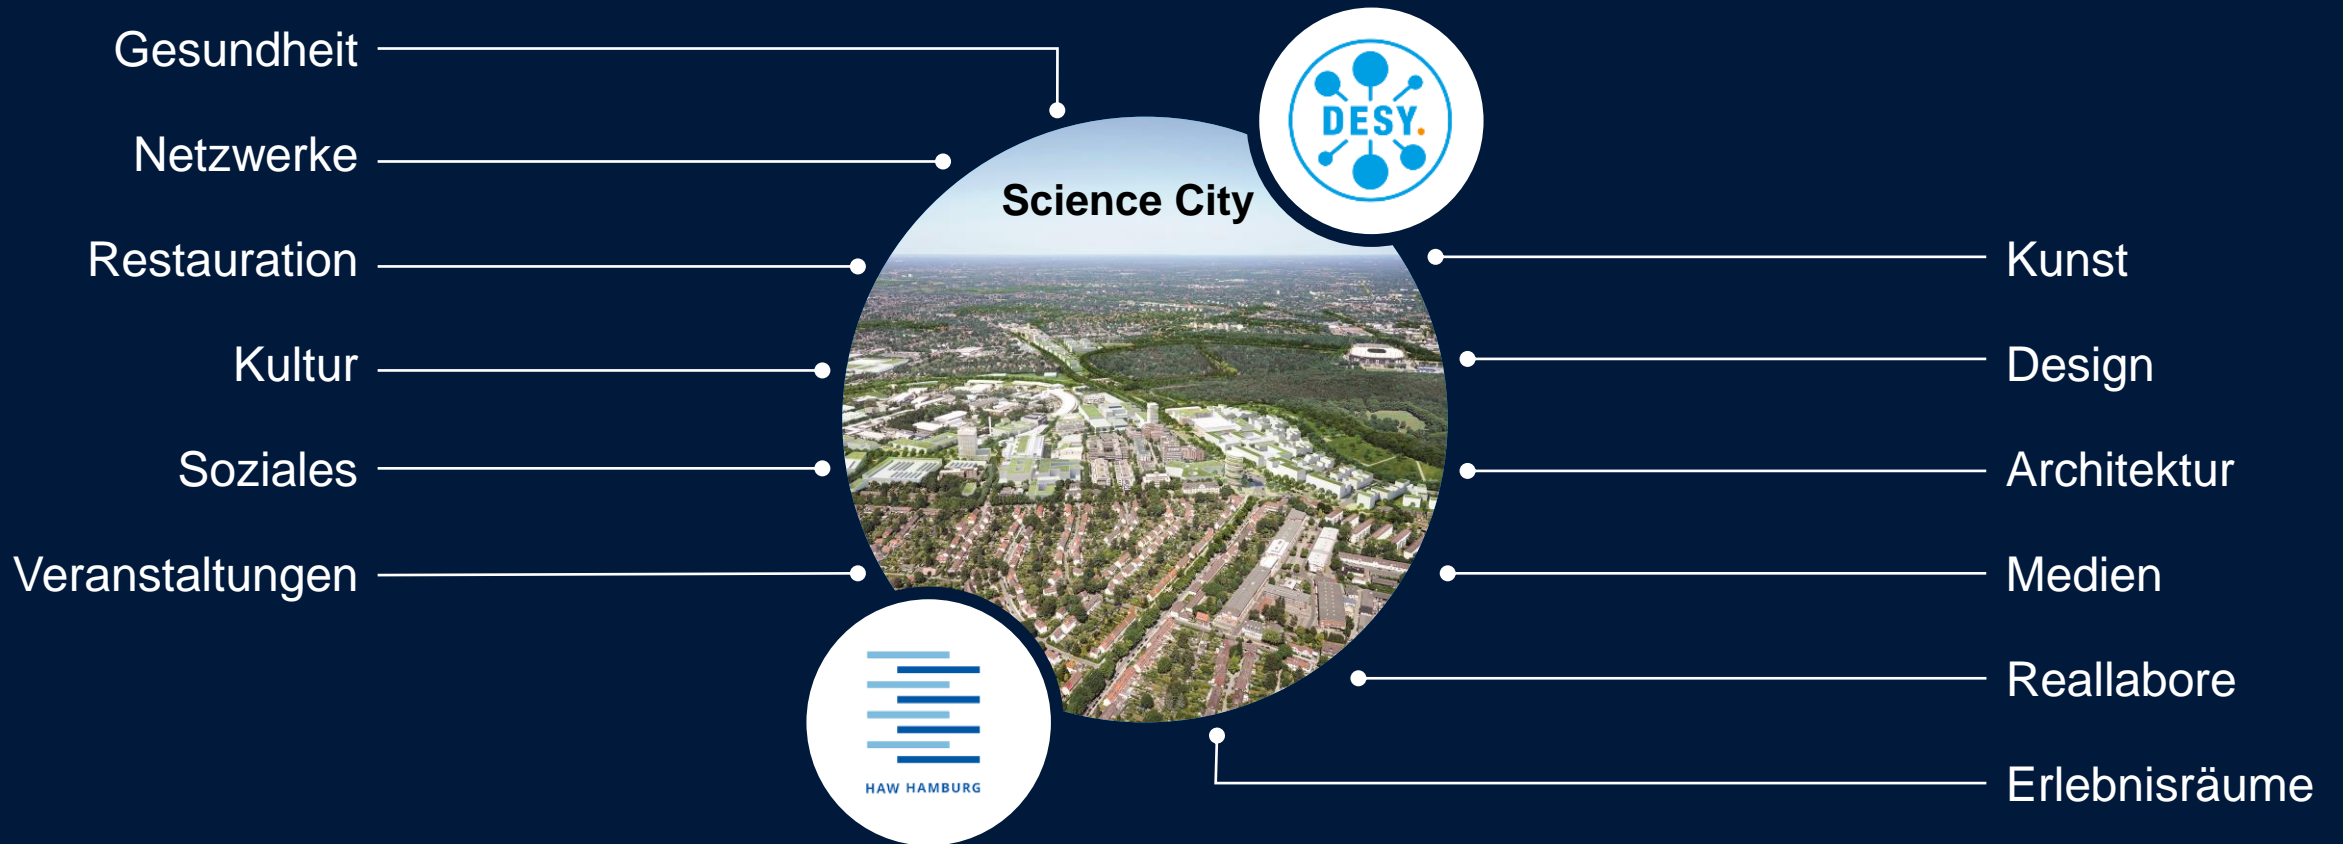 Gesundheit
Netzwerke
Restauration
Kultur
Soziales
Veranstaltungen
Science City
DESY.
HAW HAMBURG
Kunst
Design
Architektur
Medien
Reallabore
Erlebnisräume